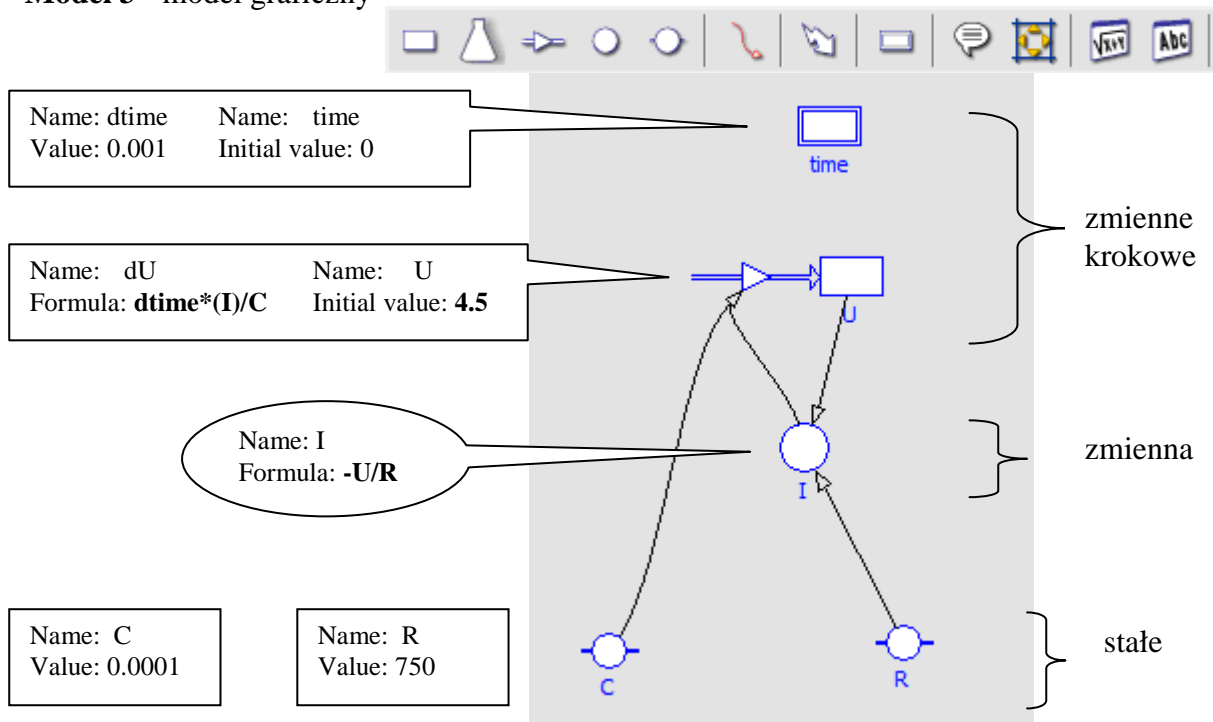 Model 3 - model graficzny
√x+y Abc
Name: dtime Name: time
Value: 0.001 Initial value: 0
time
zmienne
krokowe
Name: dU Name: U
Formula: dtime*(I)/C Initial value: 4.5
U
Name: I
Formula: -U/R
zmienna
I
Name: C
Value: 0.0001
Name: R
Value: 750
stałe
C
R